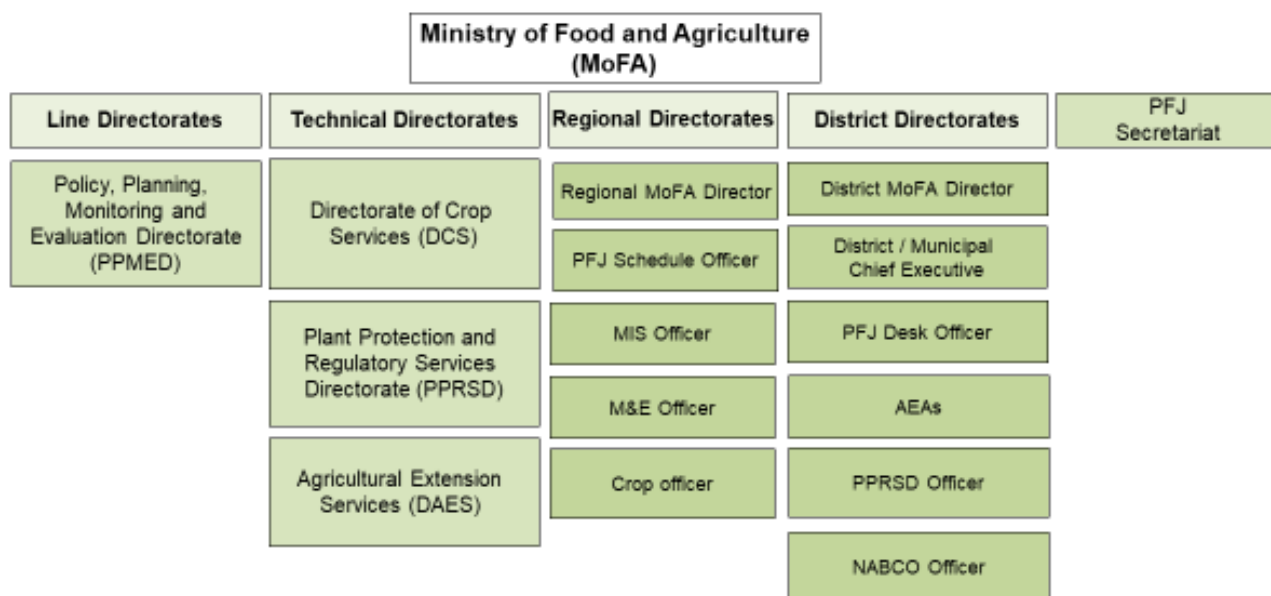 Ministry of Food and Agriculture
(MoFA)
Line Directorates
Technical Directorates
Regional Directorates
District Directorates
PFJ
Secretariat
Policy, Planning,
Monitoring and
Evaluation Directorate
(PPMED)
Directorate of Crop
Services (DCS)
Plant Protection and
Regulatory Services
Directorate (PPRSD)
Agricultural Extension
Services (DAES)
Regional MoFA Director
PFJ Schedule Officer
MIS Officer
M&E Officer
Crop officer
District MoFA Director
District / Municipal
Chief Executive
PFJ Desk Officer
AEAs
PPRSD Officer
NABCO Officer